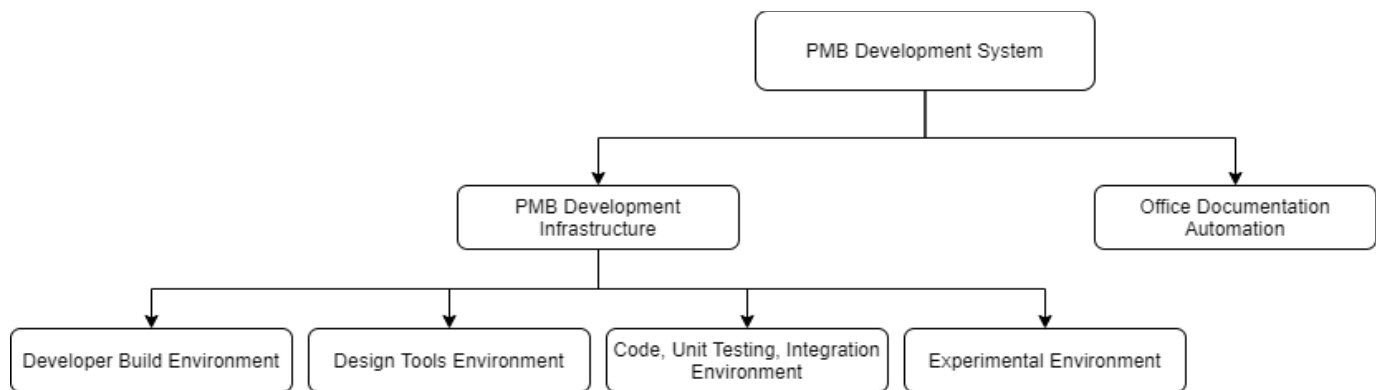 PMB Development System
PMB Development
Infrastructure
Office Documentation
Automation
Developer Build Environment
Design Tools Environment
Code, Unit Testing, Integration
Environment
Experimental Environment